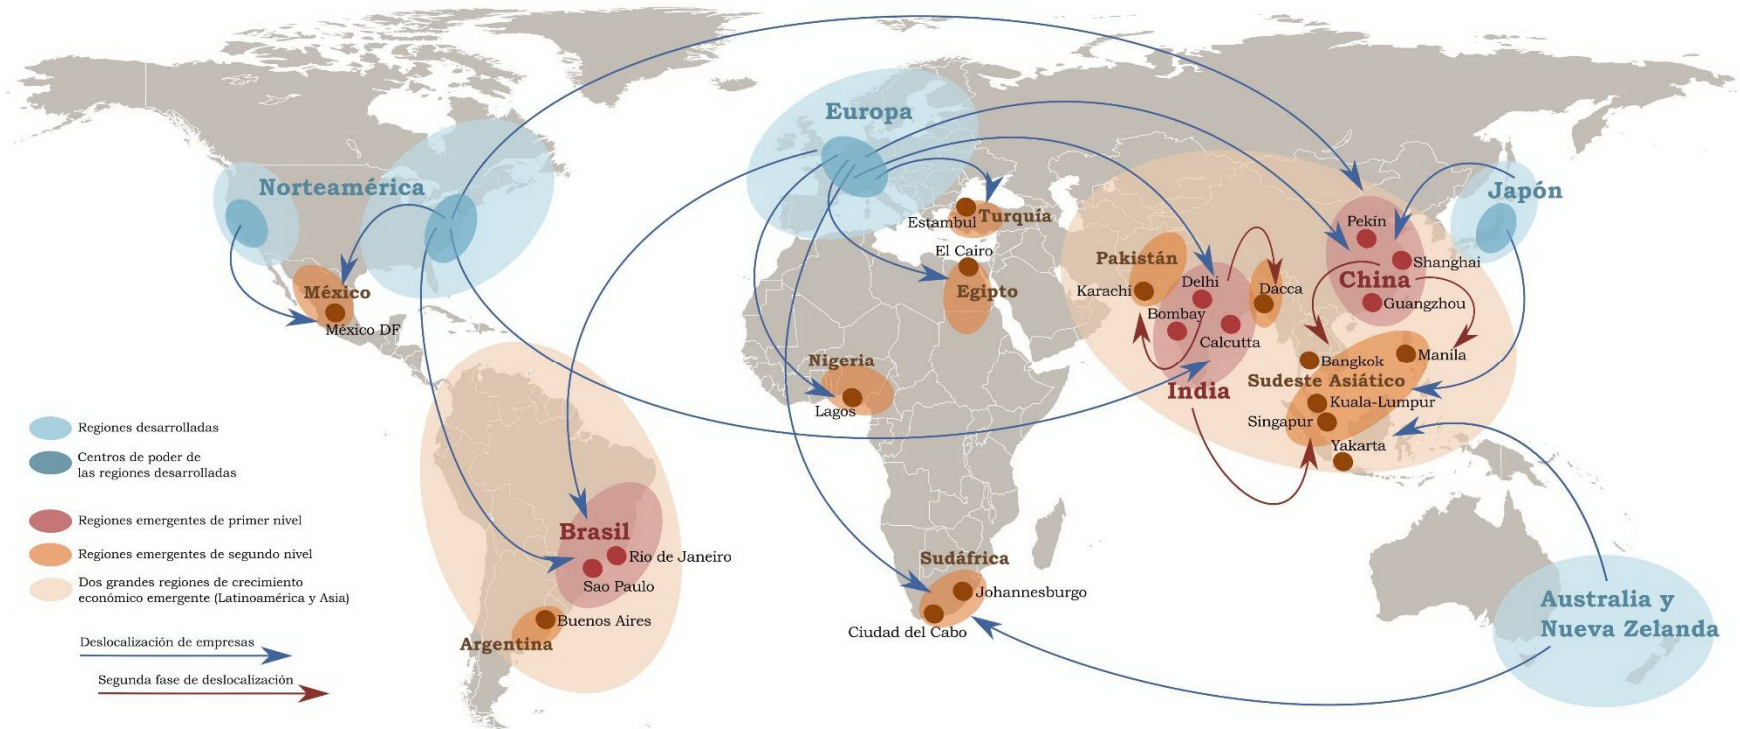 Europa
Norteamérica
Japón
Pekín
Estambul
Turquía
El Cairo
Pakistán
Shanghai
China
Delhi
Karachi
Dacca
Egipto
México
Guangzhou
Bombay
México DF
Calcutta
Manila
Nigeria
Bangkok
Sudeste Asiático
India
Kuala-Lumpur
Lagos
Singapur
Yakarta
Regiones desarrolladas
Centros de poder de
las regiones desarrolladas
Regiones emergentes de primer nivel
Regiones emergentes de segundo nivel
Dos grandes regiones de crecimiento
económico emergente (Latinoamérica y Asia)
Deslocalización de empresas
Segunda fase de deslocalización
Brasil
Rio de Janeiro
Sao Paulo
Buenos Aires
Argentina
Sudáfrica
Johannesburgo
Ciudad del Cabo
Australia y
Nueva Zelanda